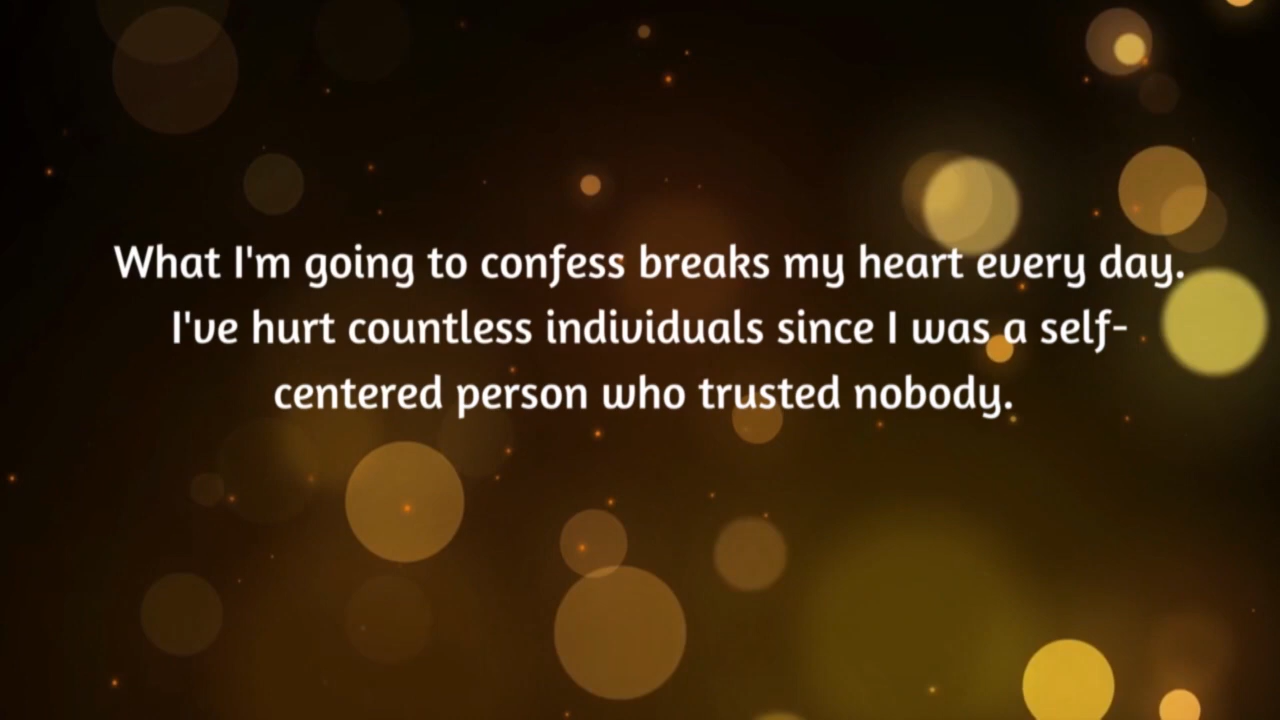 What I'm going to confess breaks my heart every day.
I've hurt countless individuals since I was a self-
centered person who trusted nobody.